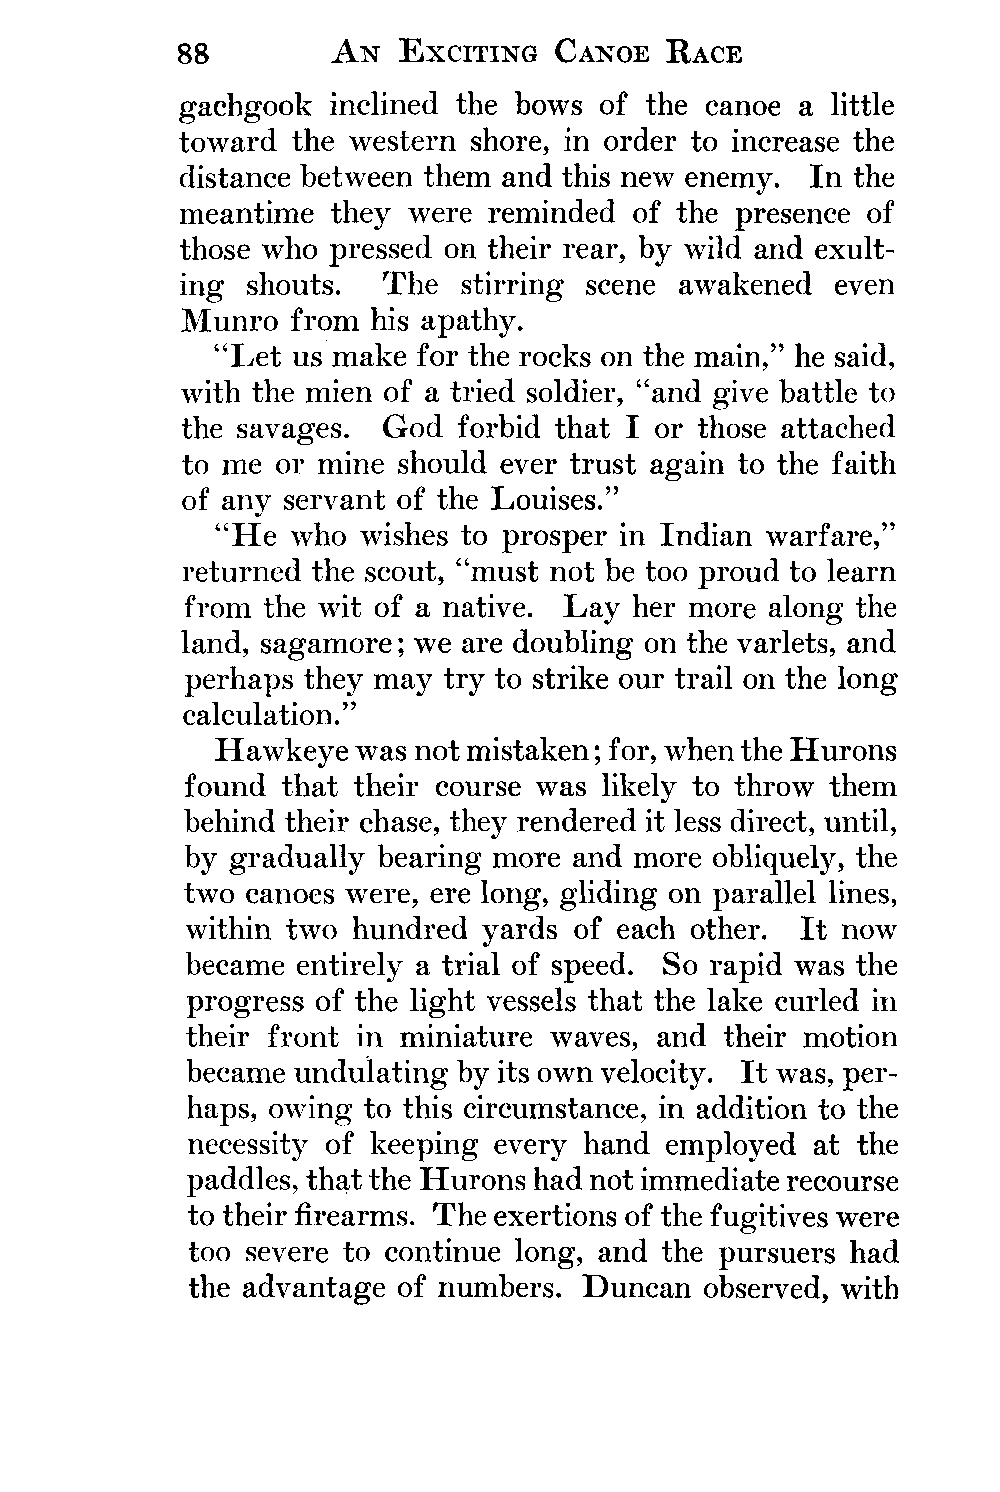 88 An Exciting Canoe Race
gachgook inclined the bows of the canoe a little
toward the western shore, in order to increase the
distance between them and this new enemy. In the
meantime they were reminded of the presence of
those who pressed on their rear, by wild and exult-
ing shouts. The stirring scene awakened even
Munro from his apathy.
“Let us make for the rocks on the main,” he said,
with the mien of a tried soldier, “and give battle to
the savages. God forbid that I or those attached
to me or mine should ever trust again to the faith
of any servant of the Louises.”
“He who wishes to prosper in Indian warfare,”
returned the scout, “must not be too proud to learn
from the wit of a native. Lay her more along the
land, sagamore; we are doubling on the varlets, and
perhaps they may try to strike our trail on the long
calculation.”
Hawkeye was not mistaken; for, when the Hurons
found that their course was likely to throw them
behind their chase, they rendered it less direct, until,
by gradually bearing more and more obliquely, the
two canoes were, ere long, gliding on parallel lines,
within two hundred yards of each other. It now
became entirely a trial of speed. So rapid was the
progress of the light vessels that the lake curled in
their front in miniature waves, and their motion
became undulating by its own velocity. It was, per-
haps, owing to this circumstance, in addition to the
necessity of keeping every hand employed at the
paddles, that the Hurons had not immediate recourse
to their firearms. The exertions of the fugitives were
too severe to continue long, and the pursuers had
the advantage of numbers. Duncan observed, with